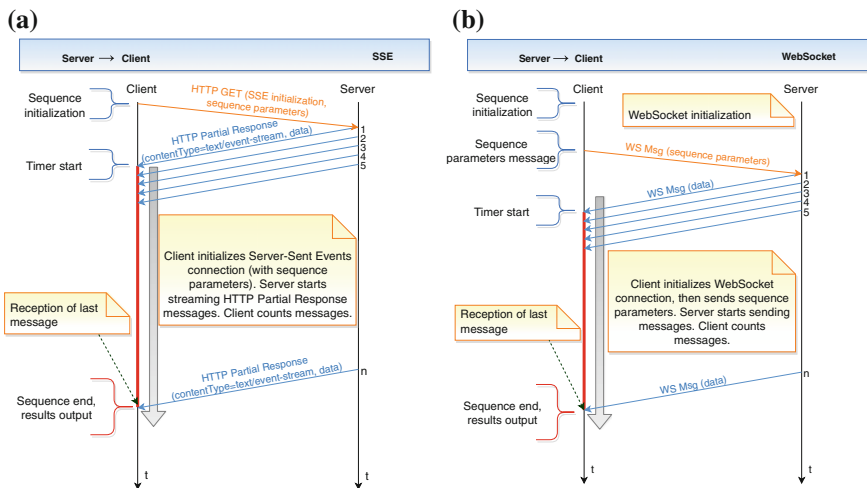 (a)
Server → Client
SSE
Client
Server
Sequence
initialization
HTTP GET (SSE initialization,
sequence parameters)
HTTP Partial Response
(contentType=text/event-stream, data)
1
2
3
4
5
Timer start
Client initializes Server-Sent Events
connection (with sequence
parameters). Server starts
streaming HTTP Partial Response
messages. Client counts messages.
Reception of last
message
HTTP Partial Response
(contentType=text/event-stream, data)
n
Sequence end,
results output
t
t
(b)
Server → Client
WebSocket
Client
Server
Sequence
initialization
WebSocket initialization
Sequence
parameters message
WS Msg (sequence parameters)
WS Msg (data)
1
2
3
4
5
Timer start
Client initializes WebSocket
connection, then sends sequence
parameters. Server starts sending
messages. Client counts
messages.
Reception of last
message
WS Msg (data)
n
Sequence end,
results output
t
t